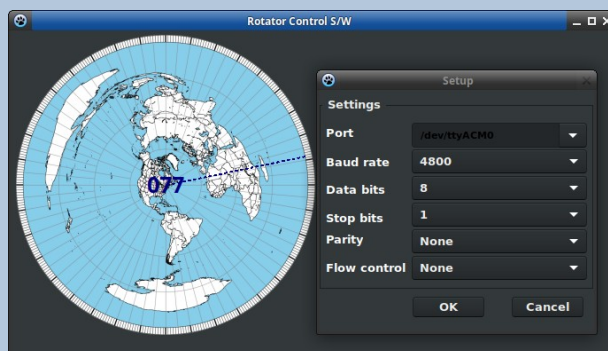 Rotator Control S/W
077
Setup
Settings
Port /dev/ttyACM0
Baud rate 4800
Data bits 8
Stop bits 1
Parity None
Flow control None
OK Cancel